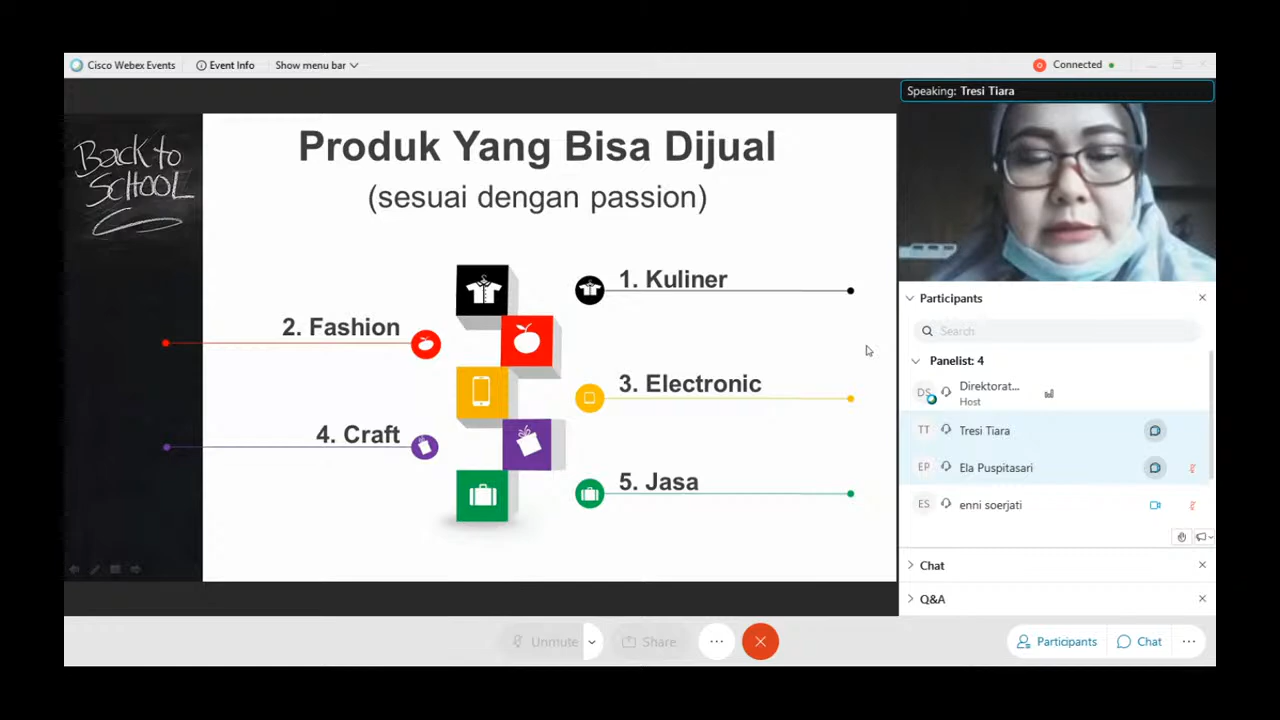 Cisco Webex Events
Event Info
Show menu bar
Connected
Speaking: Tresi Tiara
Back to
SCHOOL
Produk Yang Bisa Dijual
(sesuai dengan passion)
1. Kuliner
2. Fashion
3. Electronic
4. Craft
5. Jasa
Participants
Search
Panelist: 4
DS
Direktorat...
Host
TT
Tresi Tiara
EP
Ela Puspitasari
ES
enni soerjati
Chat
Q&A
Unmute
Share
Participants
Chat